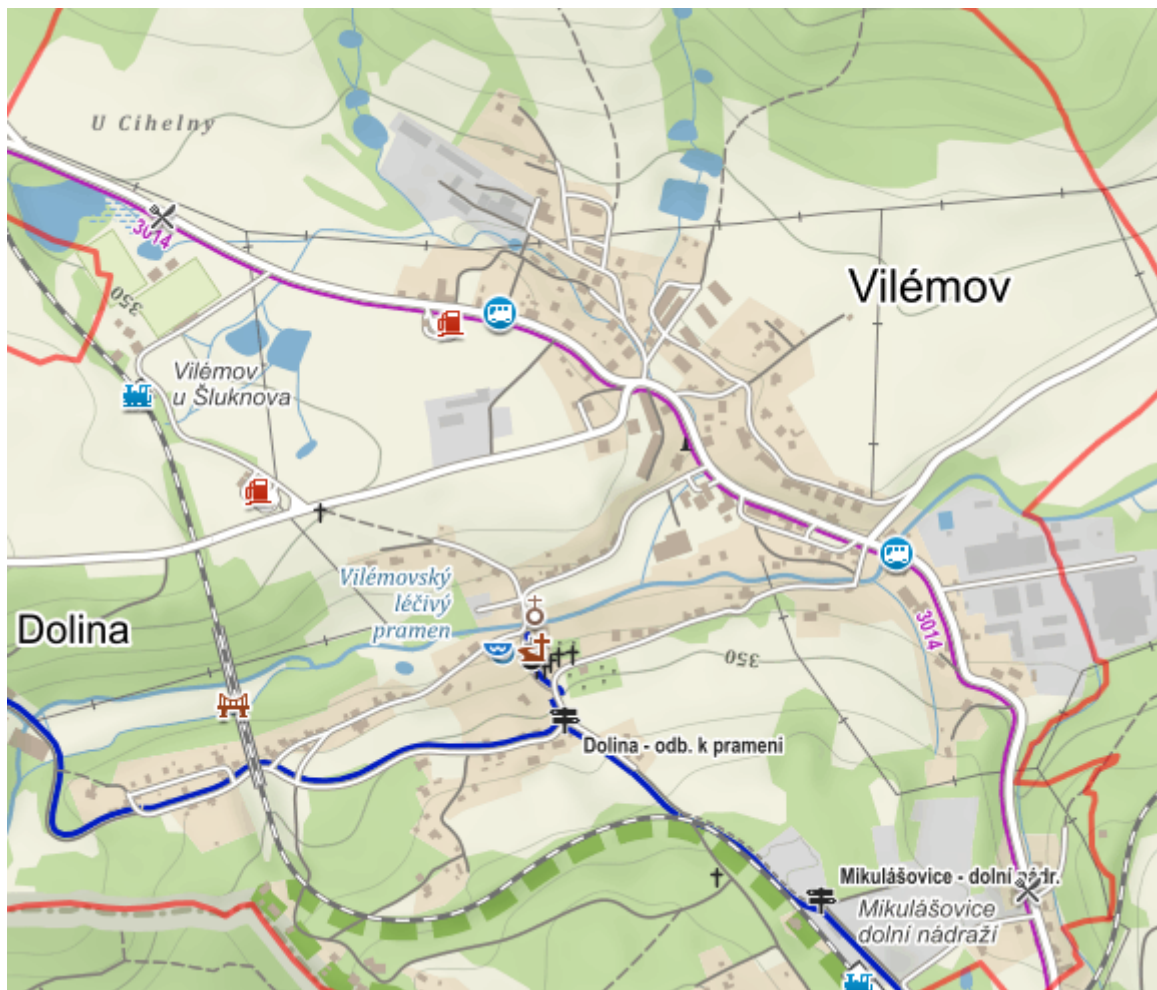 U Cihelny
3014
350
Vilémov
Vilémov
u Šluknova
Vilémovský
léčivý
pramen
Dolina
3014
350
Dolina - odb. k prameni
Mikulášovice - dolní nádr.
Mikulášovice
dolní nádraží